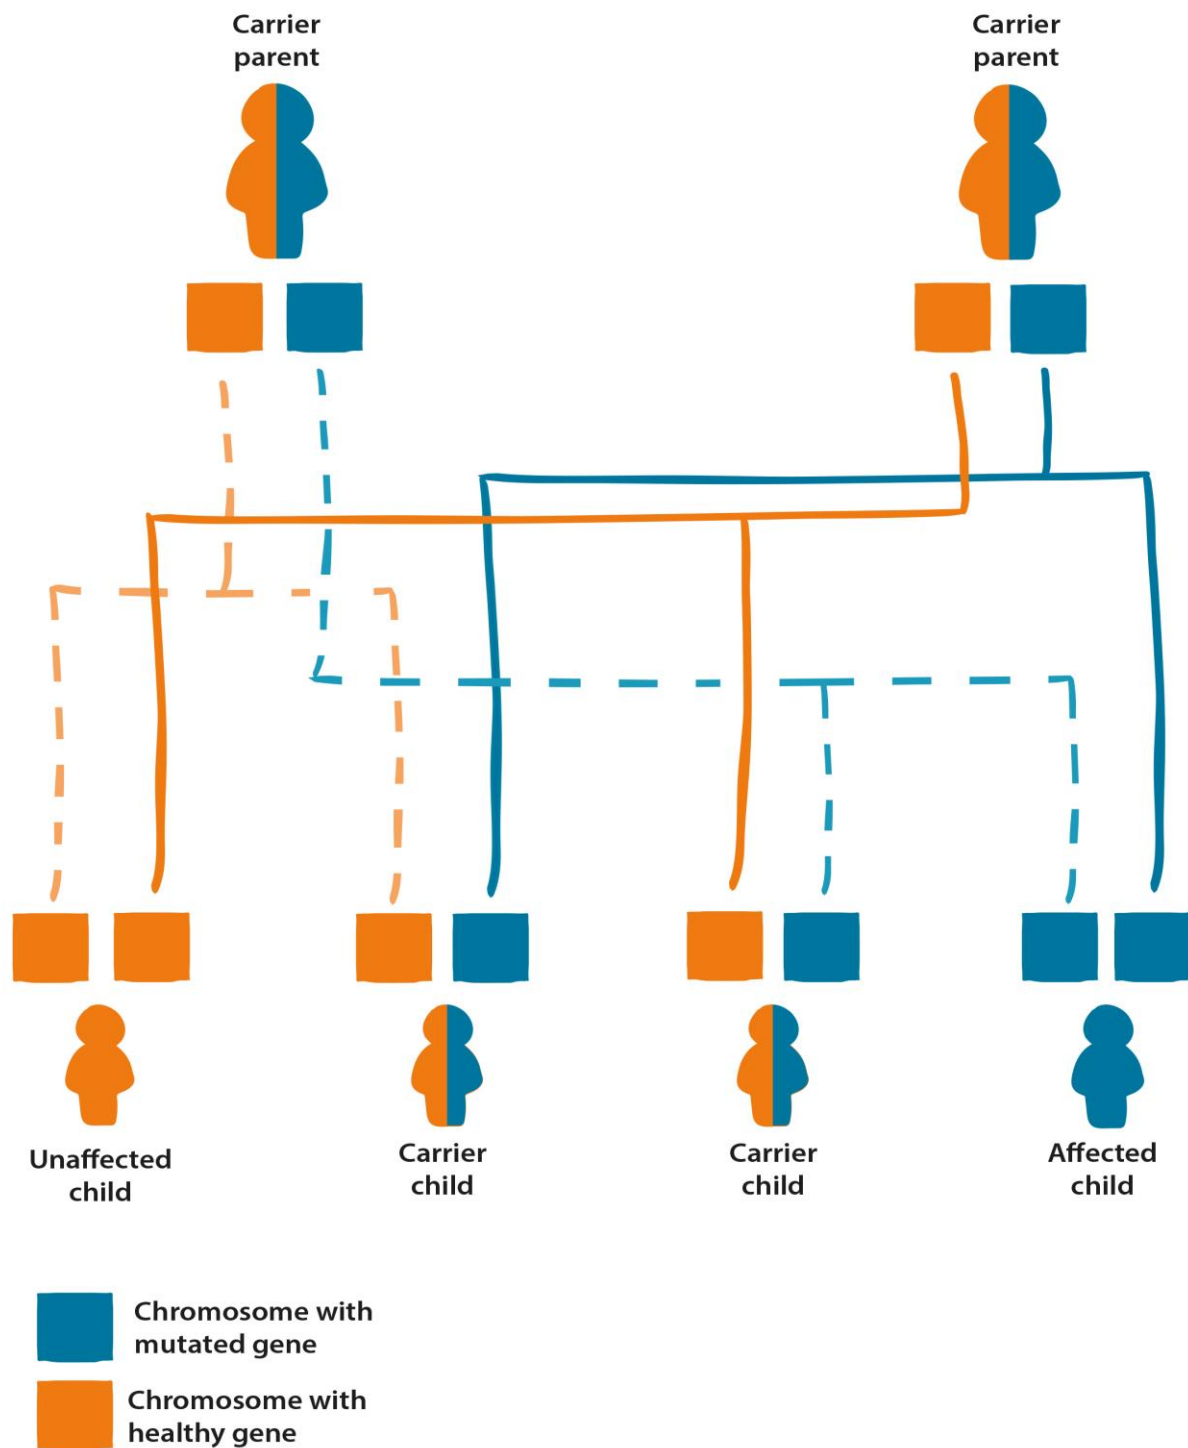 Carrier
parent
Carrier
parent
Unaffected
child
Carrier
child
Carrier
child
Affected
child
Chromosome with
mutated gene
Chromosome with
healthy gene